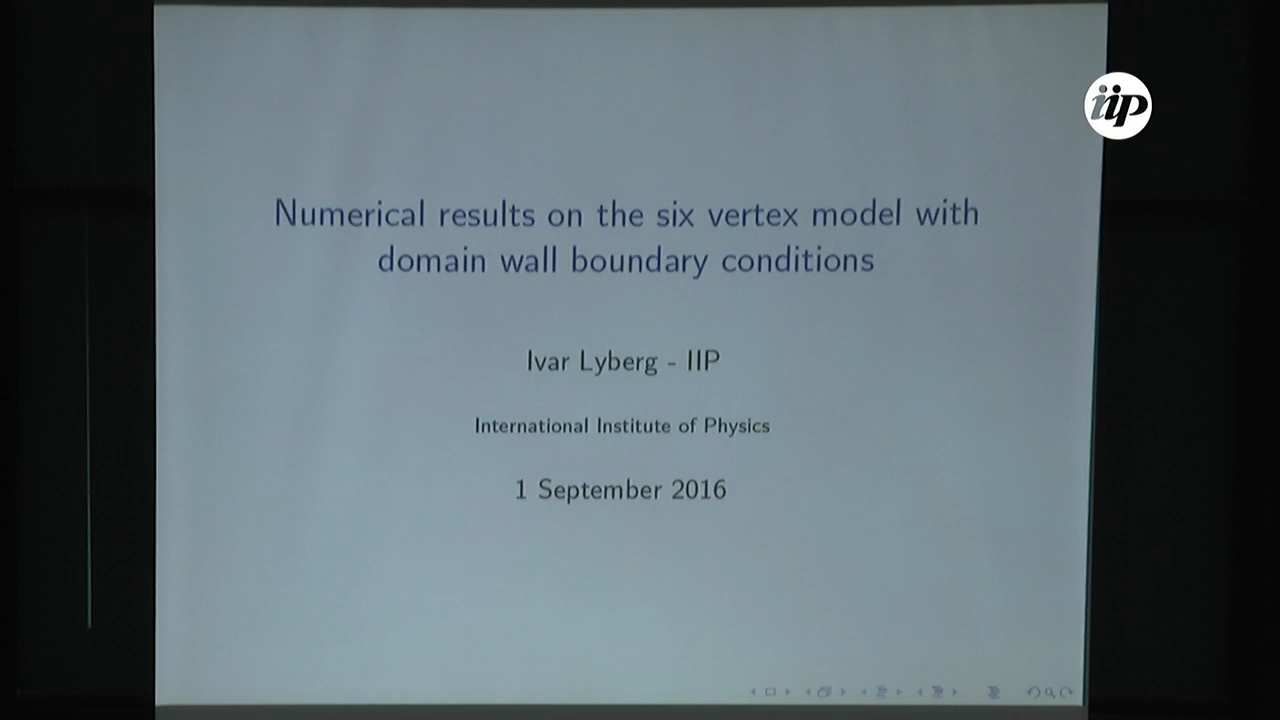 iip
Numerical results on the six vertex model with
domain wall boundary conditions
Ivar Lyberg - IIP
International Institute of Physics
1 September 2016